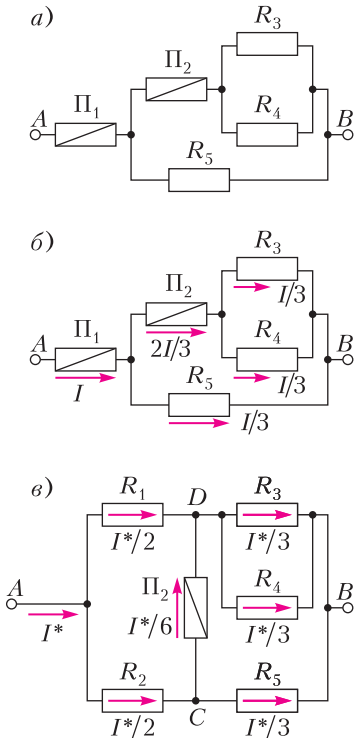 а)
R3
П2
A
П1
R4
B
R5
б)
R3
I/3
П2
A
П1
2I/3
R4
B
I
R5
I/3
I/3
в)
R1
D
R3
I*/2
I*/3
A
П2
R4
B
I*
I*/6
I*/3
R2
R5
I*/2
C
I*/3